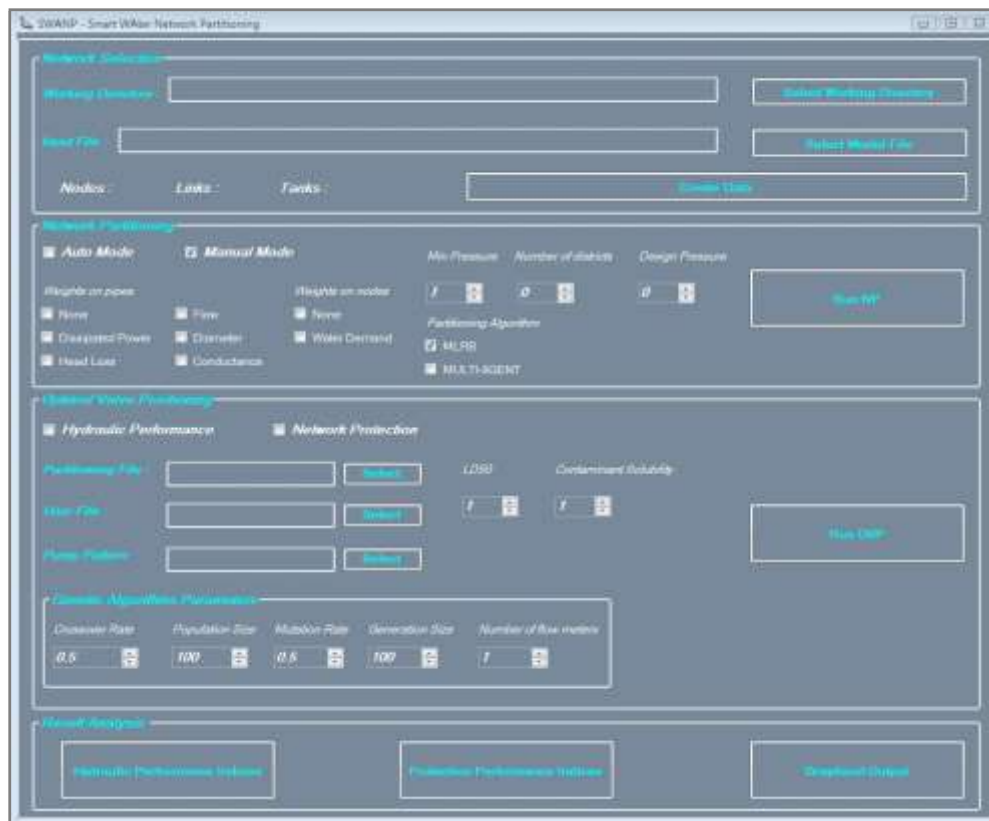 SWANP - Smart WAter Network Partitioning
Network Selection
Working Directory :
Select Working Directory
Input File :
Select Model File
Nodes : Links : Tanks :
Create Data
Network Partitioning
Auto Mode Manual Mode
Min Pressure Number of districts Design Pressure
1 0 0
Run NP
Weights on pipes Weights on nodes
None Flow None
Dissipated Power Diameter Water Demand
Head Loss Conductance
Partitioning Algorithm
MLRB
MULTI-AGENT
Optimal Valve Positioning
Hydraulic Performance Network Protection
Partitioning File : Select
LDSG Contaminant Solubility
1 1
File : Select
Pump Pattern : Select
Run OVP
Genetic Algorithm Parameters
Crossover Rate Population Size Mutation Rate Generation Size Number of flow meters
0.5 100 0.5 100 1
Result Analysis
Hydraulic Performance Indices
Protection Performance Indices
Graphical Output